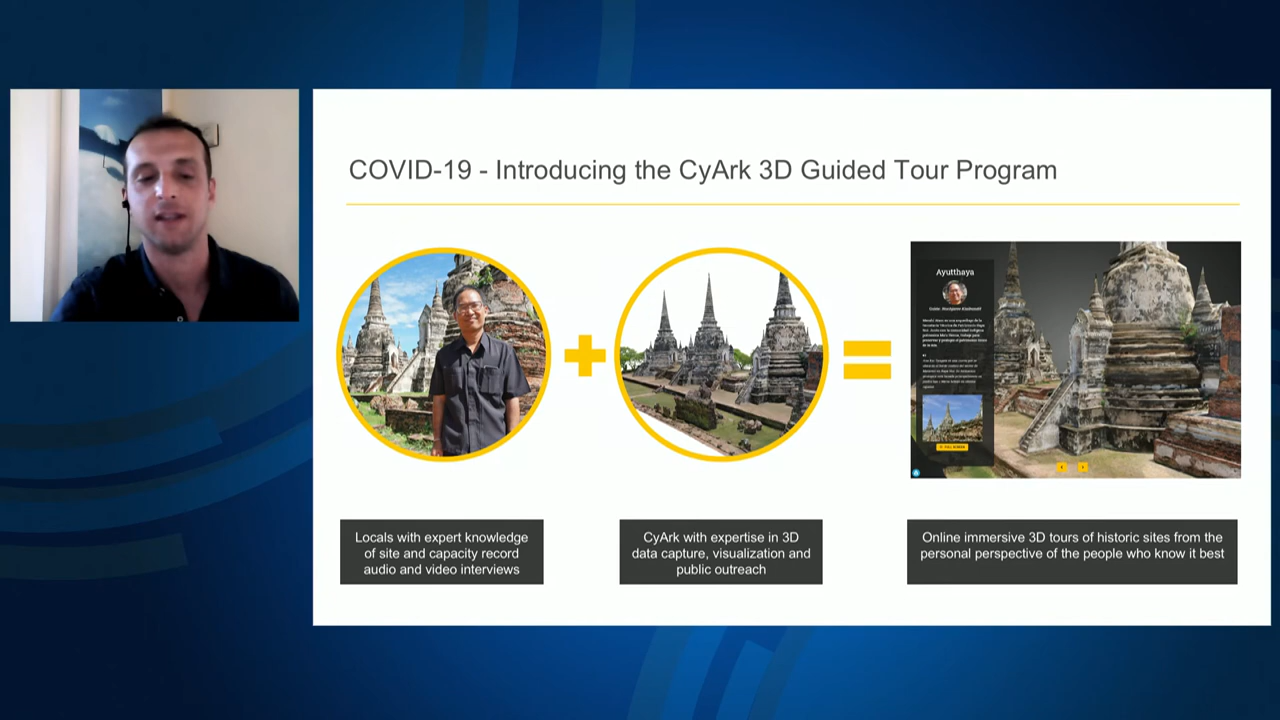 COVID-19 - Introducing the CyArk 3D Guided Tour Program
Ayutthaya
Locals with expert knowledge
of site and capacity record
audio and video interviews
CyArk with expertise in 3D
data capture, visualization and
public outreach
Online immersive 3D tours of historic sites from the
personal perspective of the people who know it best